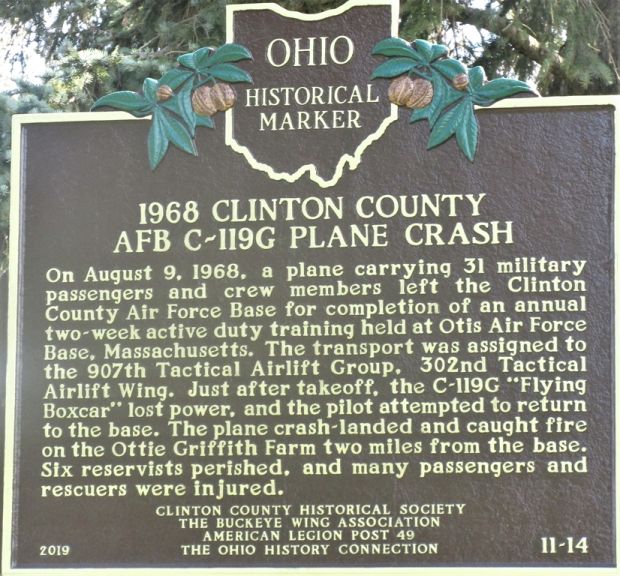 OHIO
HISTORICAL
MARKER
1968 CLINTON COUNTY
AFB C-119G PLANE CRASH
On August 9, 1968, a plane carrying 31 military
passengers and crew members left the Clinton
County Air Force Base for completion of an annual
two-week active duty training held at Otis Air Force
Base, Massachusetts. The transport was assigned to
the 907th Tactical Airlift Group, 302nd Tactical
Airlift Wing. Just after takeoff, the C-119G "Flying
Boxcar" lost power, and the pilot attempted to return
to the base. The plane crash-landed and caught fire
on the Ottie Griffith Farm two miles from the base.
Six reservists perished, and many passengers and
rescuers were injured.
CLINTON COUNTY HISTORICAL SOCIETY
THE BUCKEYE WING ASSOCIATION
AMERICAN LEGION POST 49
2019 THE OHIO HISTORY CONNECTION 11-14